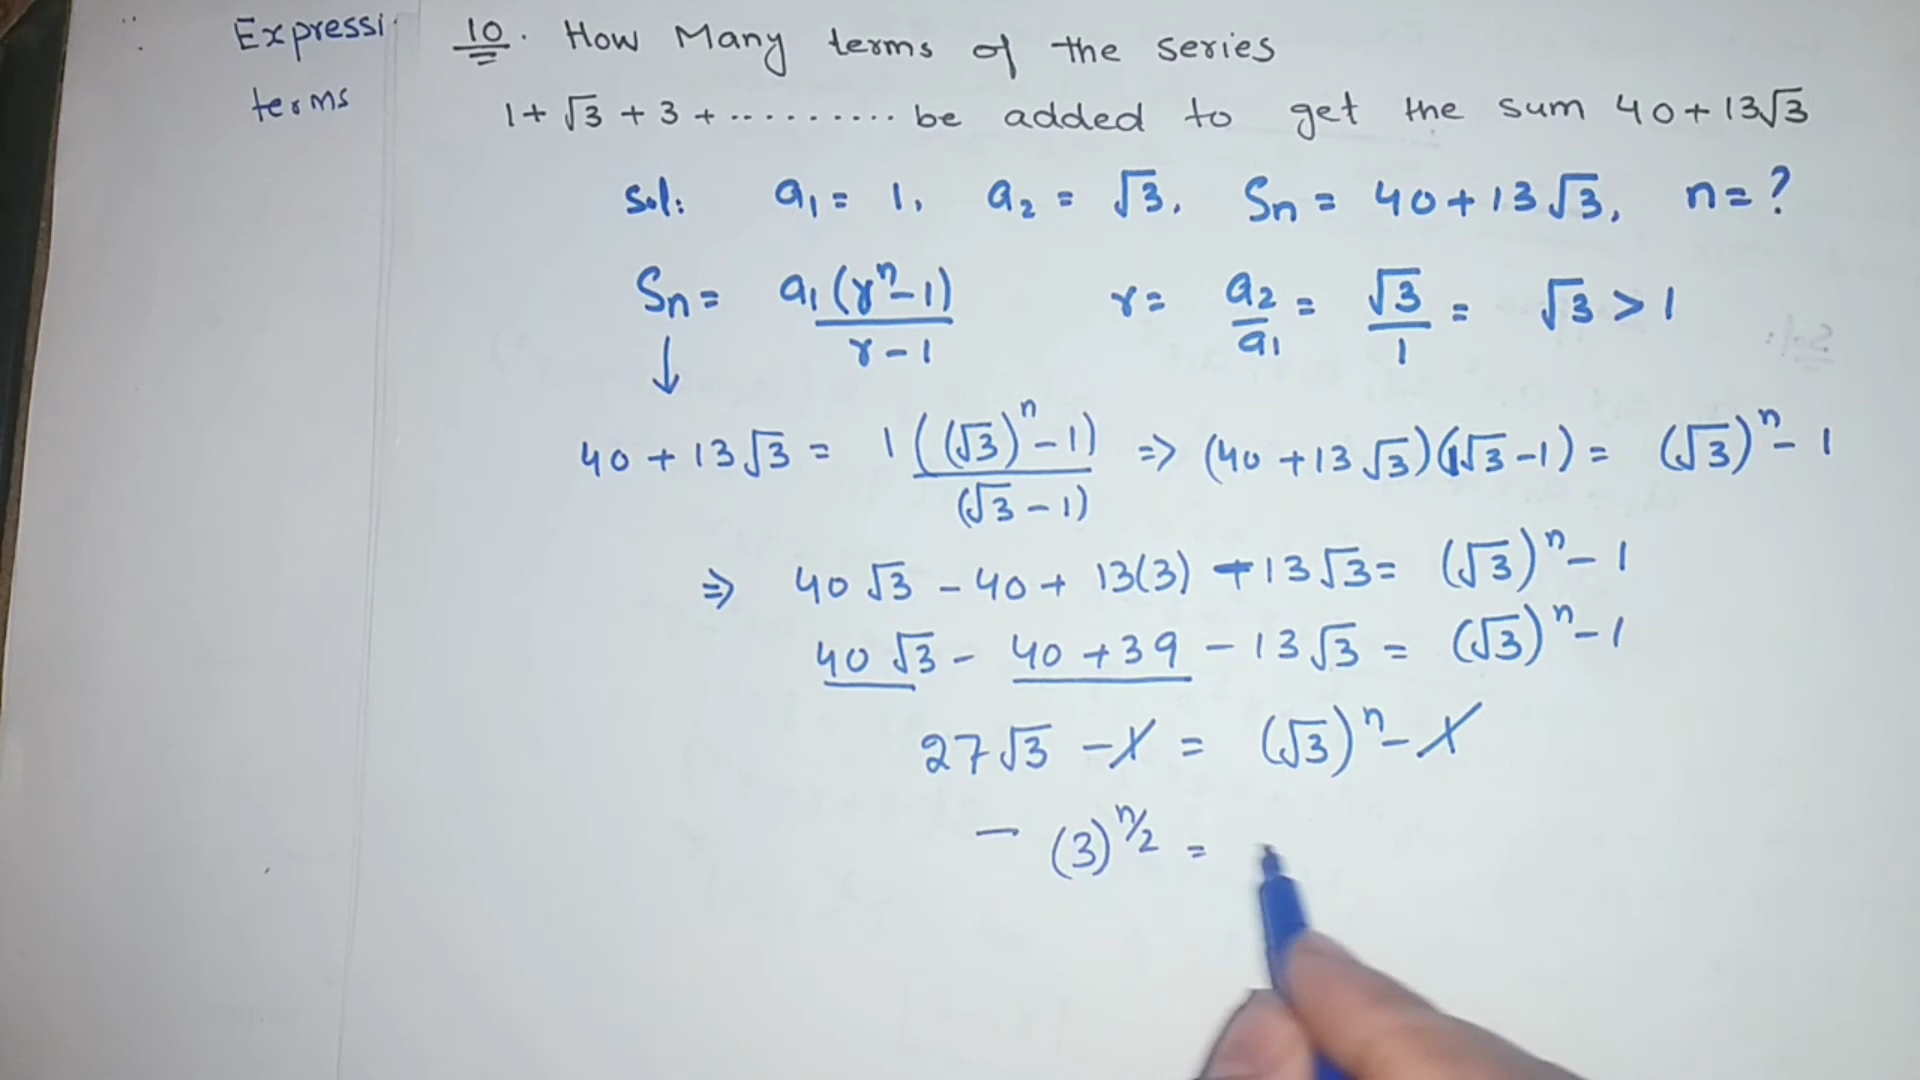 Expressi
terms
10. How Many terms of the series
1 + √3 + 3 + .......... be added to get the sum 40 + 13√3
Sol: a₁ = 1, a₂ = √3, Sn = 40 + 13√3, n = ?
Sn = a₁(rⁿ - 1) / (r - 1) r = a₂/a₁ = √3/1 = √3 > 1
↓
40 + 13√3 = 1((√3)ⁿ - 1) / (√3 - 1) ⇒ (40 + 13√3)(√3 - 1) = (√3)ⁿ - 1
⇒ 40√3 - 40 + 13(3) - 13√3 = (√3)ⁿ - 1
40√3 - 40 + 39 - 13√3 = (√3)ⁿ - 1
27√3 - 1 = (√3)ⁿ - 1
- (3)^n/2 =